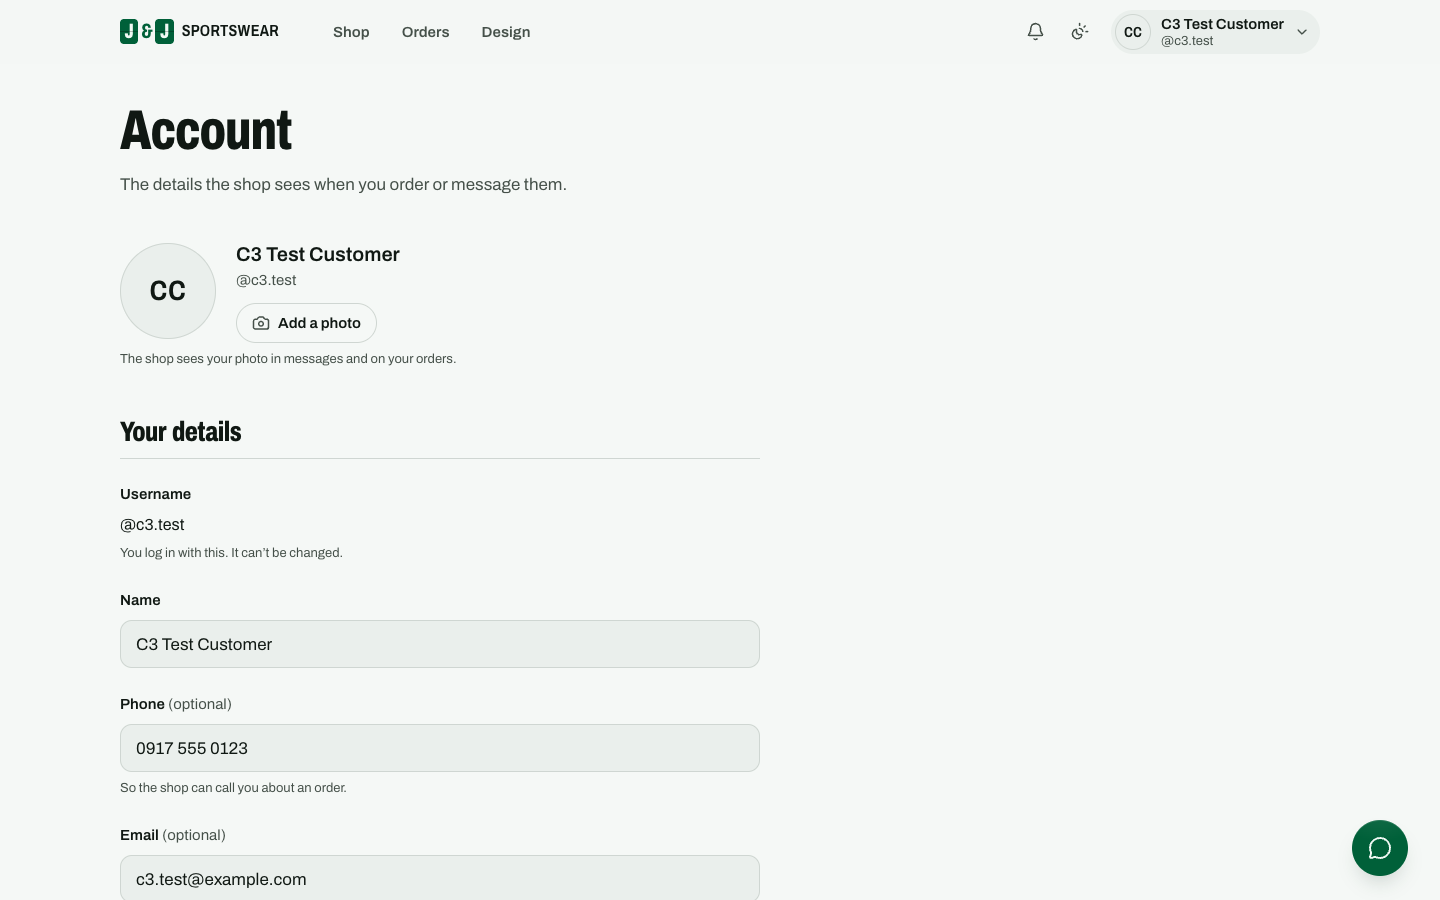 J & J SPORTSWEAR
Shop
Orders
Design
CC
C3 Test Customer
@c3.test
Account
The details the shop sees when you order or message them.
CC
C3 Test Customer
@c3.test
Add a photo
The shop sees your photo in messages and on your orders.
Your details
Username
@c3.test
You log in with this. It can’t be changed.
Name
C3 Test Customer
Phone (optional)
0917 555 0123
So the shop can call you about an order.
Email (optional)
c3.test@example.com